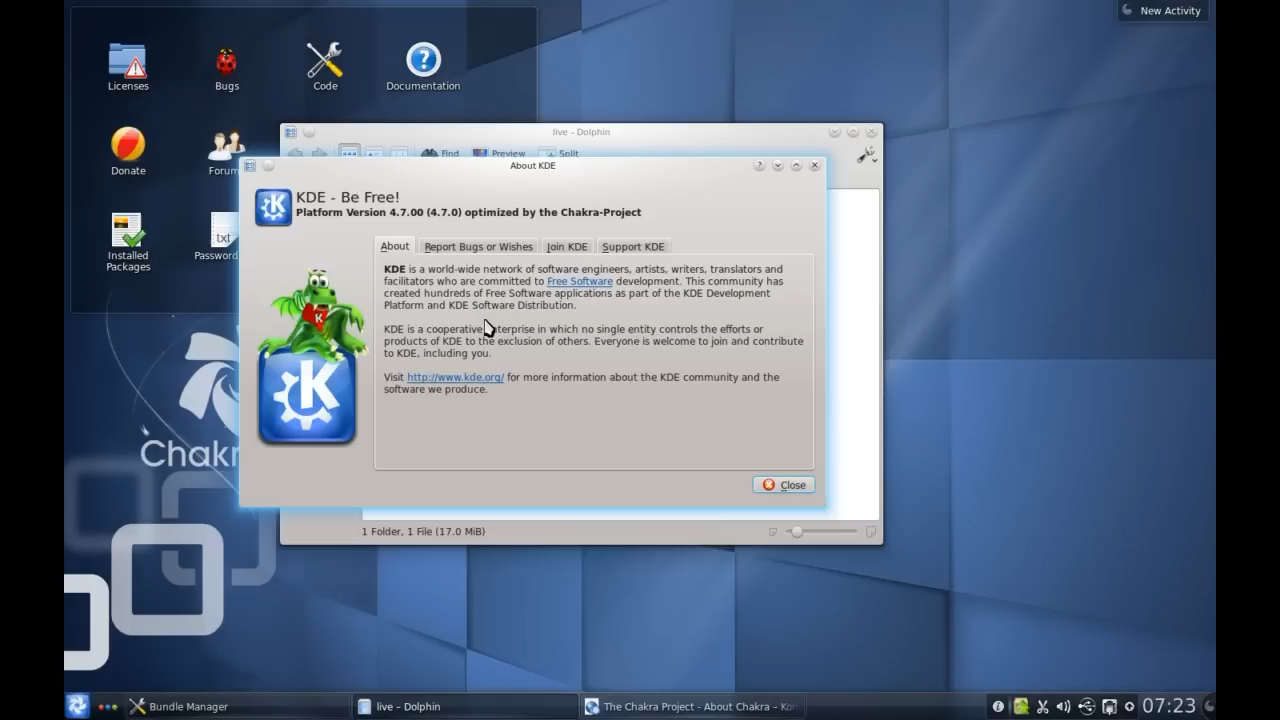 New Activity
Licenses
Bugs
Code
Documentation
Donate
Forum
Installed
Packages
txt
Password
Chakr
live – Dolphin
Find
Preview
Split
About KDE
KDE - Be Free!
Platform Version 4.7.00 (4.7.0) optimized by the Chakra-Project
About
Report Bugs or Wishes
Join KDE
Support KDE
KDE is a world-wide network of software engineers, artists, writers, translators and
facilitators who are committed to Free Software development. This community has
created hundreds of Free Software applications as part of the KDE Development
Platform and KDE Software Distribution.
KDE is a cooperative enterprise in which no single entity controls the efforts or
products of KDE to the exclusion of others. Everyone is welcome to join and contribute
to KDE, including you.
Visit http://www.kde.org/ for more information about the KDE community and the
software we produce.
K
K
K
Close
1 Folder, 1 File (17.0 MiB)
Bundle Manager
live – Dolphin
The Chakra Project - About Chakra – Kon
07:23